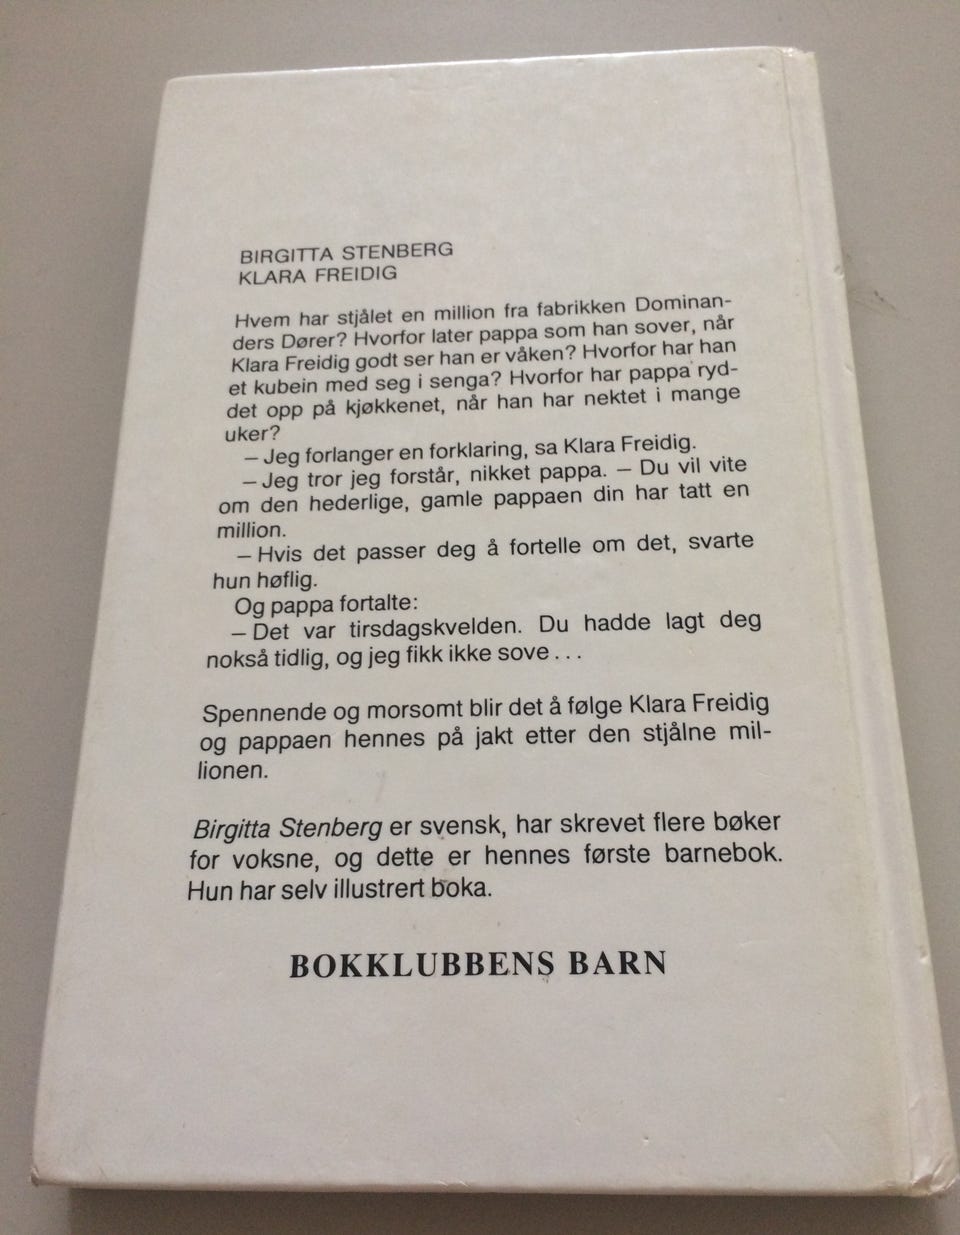 BIRGITTA STENBERG
KLARA FREIDIG
Hvem har stjålet en million fra fabrikken Dominan-
ders Dører? Hvorfor later pappa som han sover, når
Klara Freidig godt ser han er våken? Hvorfor har han
et kubein med seg i senga? Hvorfor har pappa ryd-
det opp på kjøkkenet, når han har nektet i mange
uker?
– Jeg forlanger en forklaring, sa Klara Freidig.
– Jeg tror jeg forstår, nikket pappa. – Du vil vite
om den hederlige, gamle pappaen din har tatt en
million.
– Hvis det passer deg å fortelle om det, svarte
hun høflig.
Og pappa fortalte:
– Det var tirsdagskvelden. Du hadde lagt deg
nokså tidlig, og jeg fikk ikke sove...
Spennende og morsomt blir det å følge Klara Freidig
og pappaen hennes på jakt etter den stjålne mil-
lionen.
Birgitta Stenberg er svensk, har skrevet flere bøker
for voksne, og dette er hennes første barnebok.
Hun har selv illustrert boka.
BOKKLUBBENS BARN